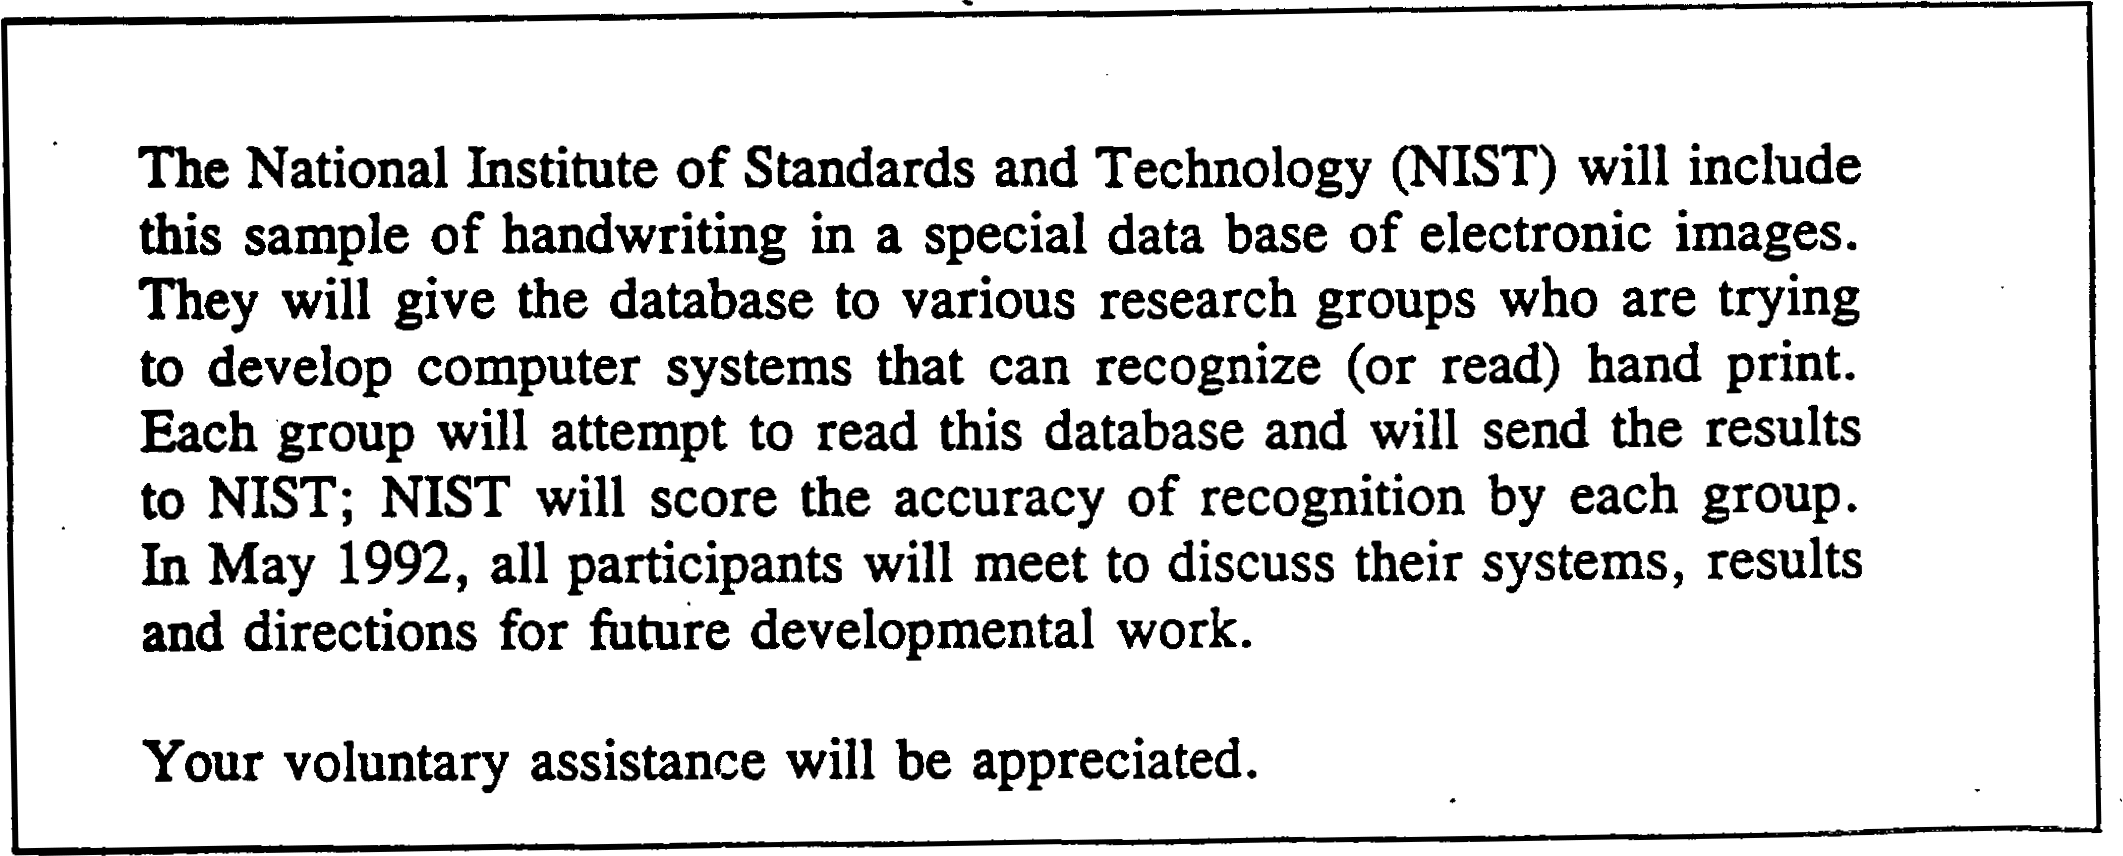 The National Institute of Standards and Technology (NIST) will include
this sample of handwriting in a special data base of electronic images.
They will give the database to various research groups who are trying
to develop computer systems that can recognize (or read) hand print.
Each group will attempt to read this database and will send the results
to NIST; NIST will score the accuracy of recognition by each group.
In May 1992, all participants will meet to discuss their systems, results
and directions for future developmental work.

Your voluntary assistance will be appreciated.